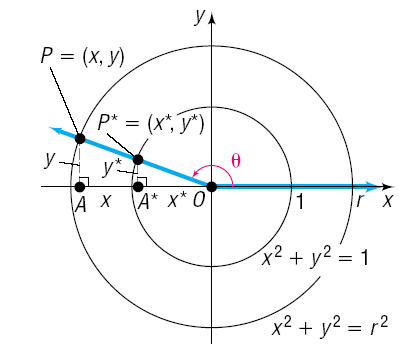 y
P = (x, y)
P* = (x*, y*)
θ
y
y*
A x A* x* O 1 r x
x² + y² = 1
x² + y² = r²